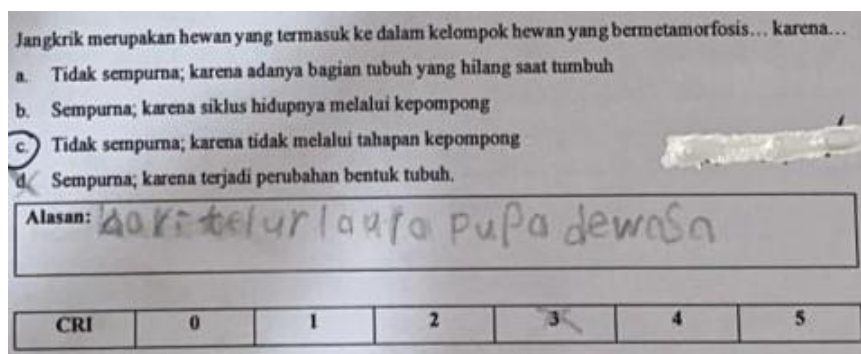 Jangkrik merupakan hewan yang termasuk ke dalam kelompok hewan yang bermetamorfosis... karena...
a. Tidak sempurna; karena adanya bagian tubuh yang hilang saat tumbuh
b. Sempurna; karena siklus hidupnya melalui kepompong
c. Tidak sempurna; karena tidak melalui tahapan kepompong
d. Sempurna; karena terjadi perubahan bentuk tubuh.
Alasan: Dari telur larfa pupa dewasa
CRI 0 1 2 3 4 5